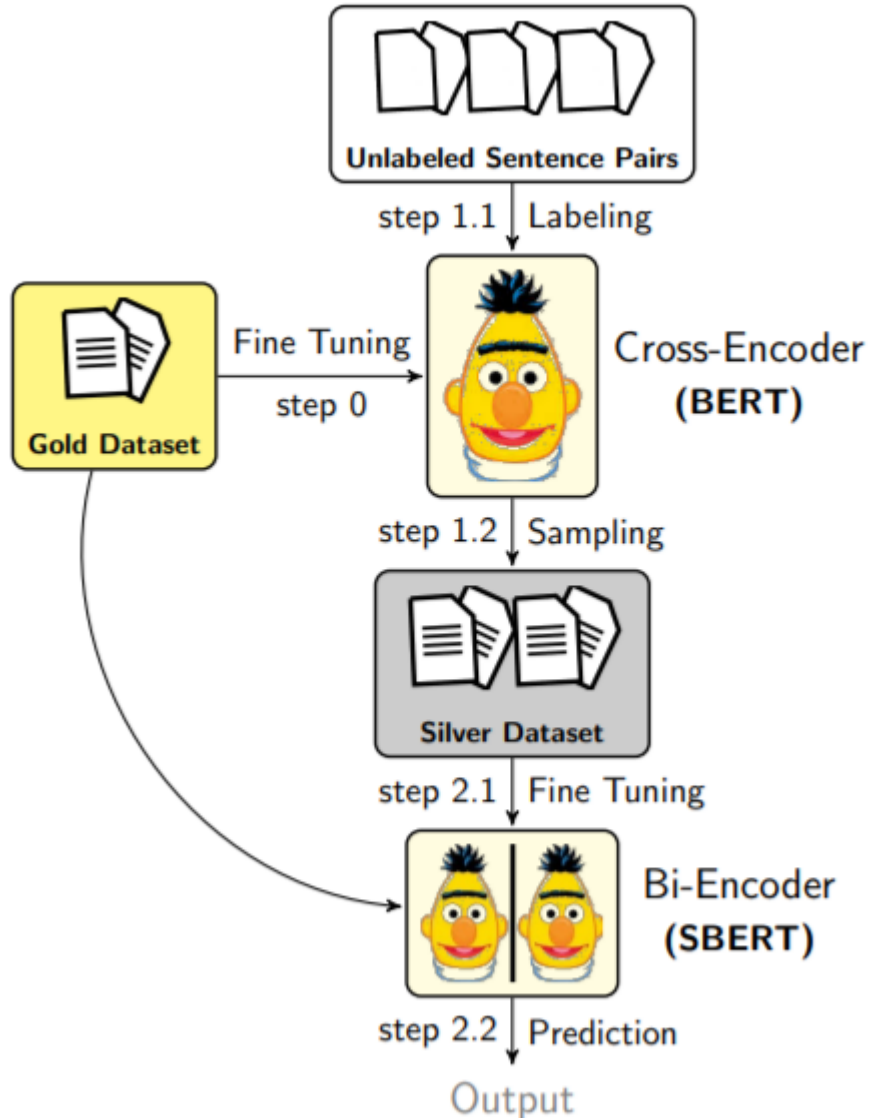 Unlabeled Sentence Pairs
step 1.1 Labeling
Fine Tuning
step 0
Gold Dataset
Cross-Encoder
(BERT)
step 1.2 Sampling
Silver Dataset
step 2.1 Fine Tuning
Bi-Encoder
(SBERT)
step 2.2 Prediction
Output